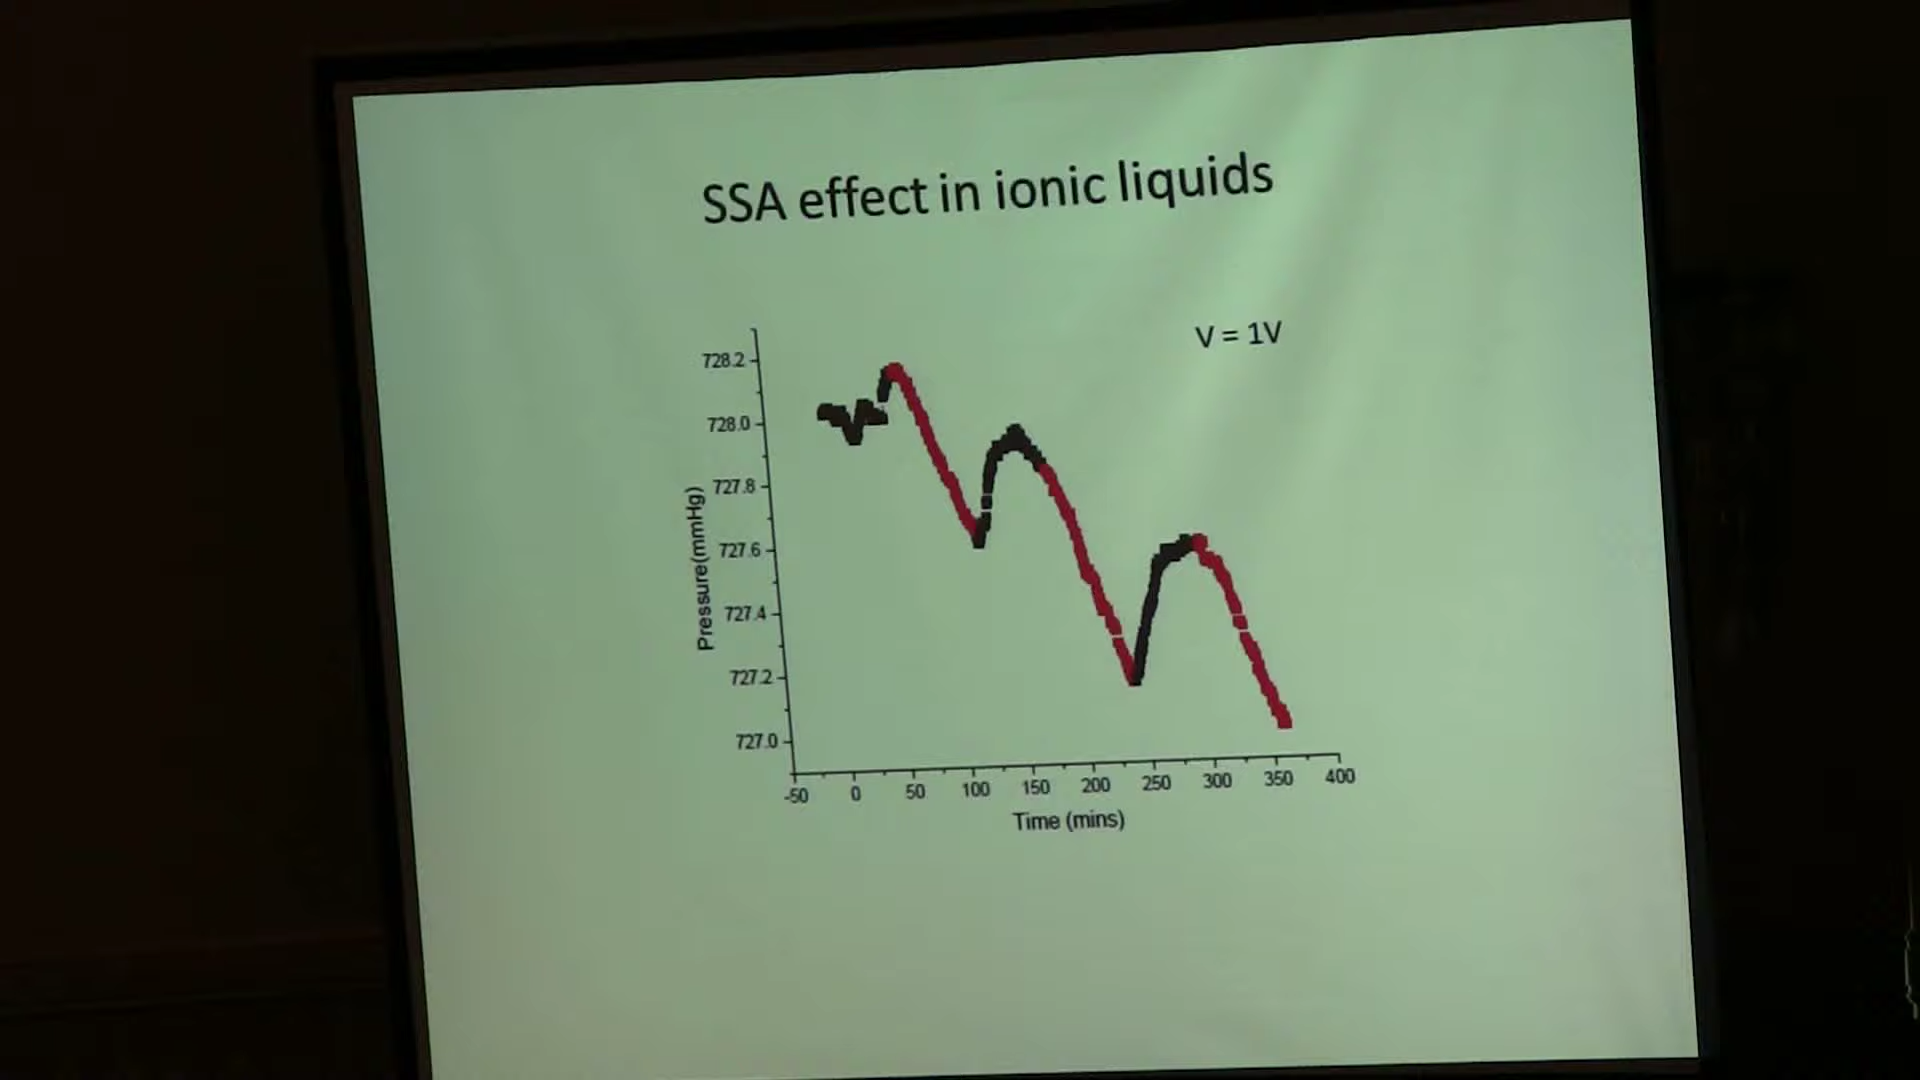 SSA effect in ionic liquids
V = 1V
728.2
728.0
727.8
727.6
727.4
727.2
727.0
Pressure(mmHg)
-50 0 50 100 150 200 250 300 350 400
Time (mins)